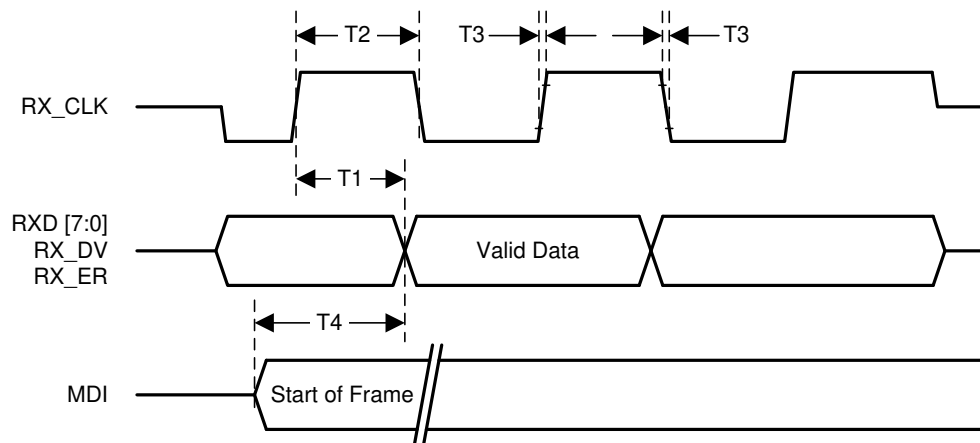 T2
T3
T3
RX_CLK
T1
RXD [7:0]
RX_DV
RX_ER
Valid Data
T4
MDI
Start of Frame